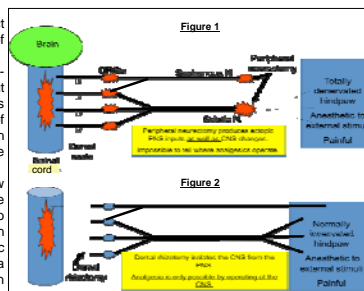 Figure 1
Brain
DRGs
Saphenous N
Peripheral
neurectomy
Sciatic N.
Totally
denervated
hindpaw
Anesthetic to
external stimuli
Painful
Peripheral neurectomy produces ectopic
PNS inputs as well as CNS changes.
Impossible to tell where analgesics operate
Dorsal
roots
Spinal
cord
Figure 2
Normally
innervated
hindpaw
Anesthetic to
external stimuli
Painful
Dorsal rhizotomy isolates the CNS from the
PNS.
Analgesia is only possible by operating at the
CNS.
Dorsal
rhizotomy